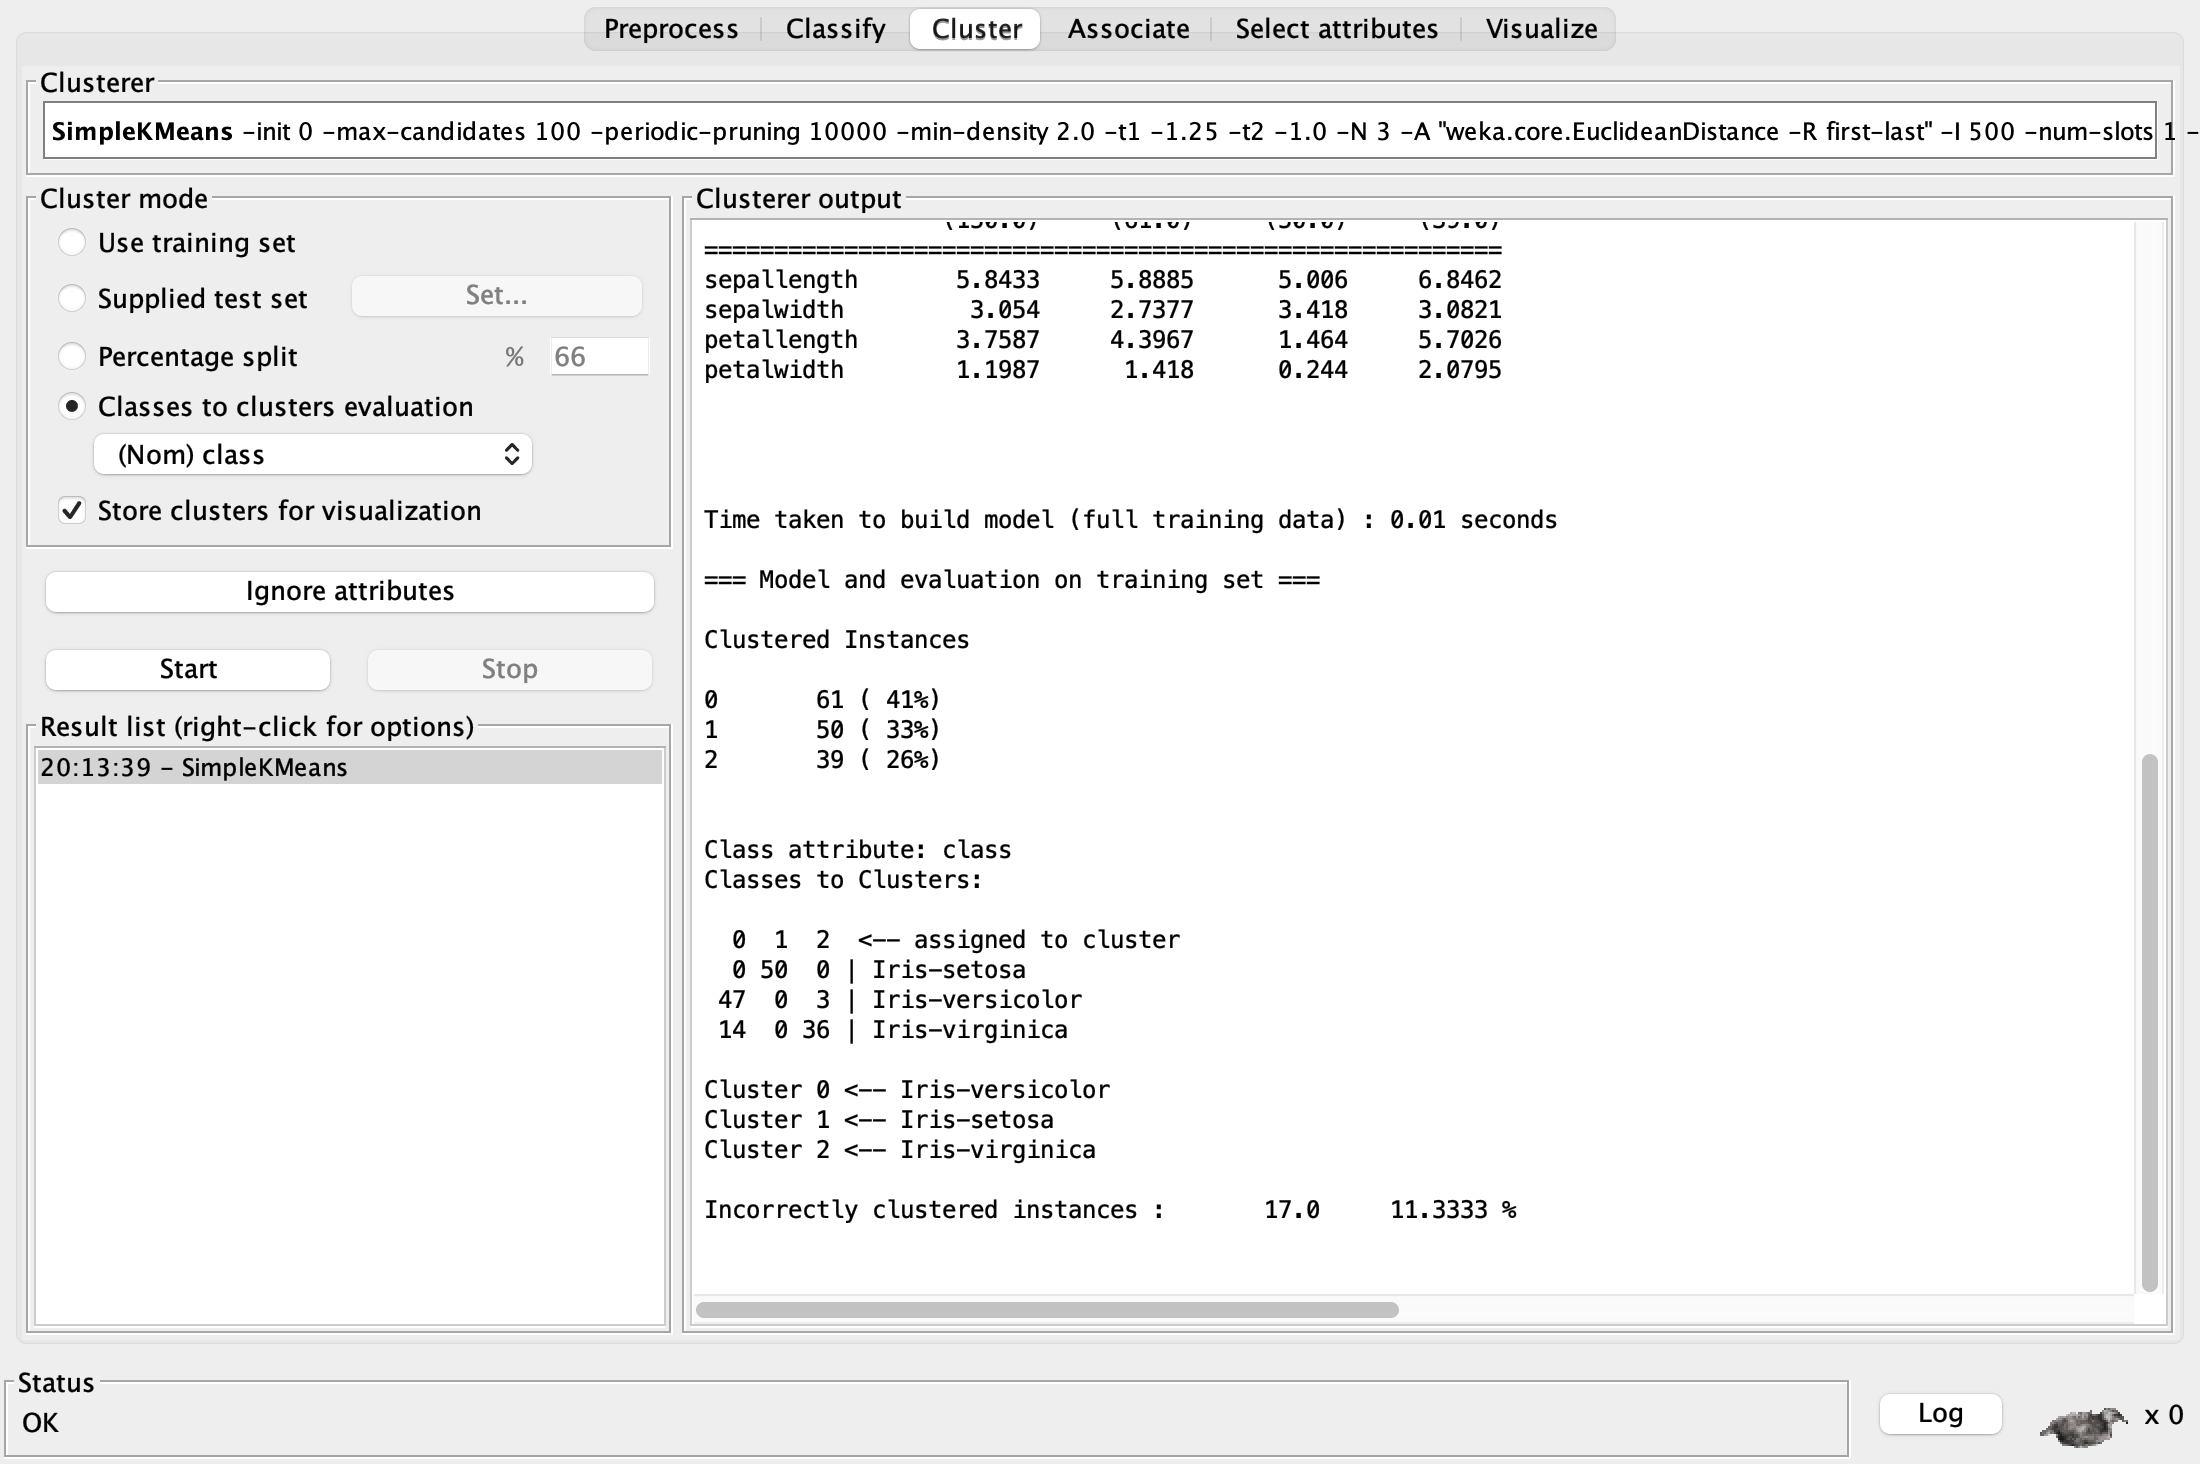 Preprocess Classify Cluster Associate Select attributes Visualize
Clusterer
SimpleKMeans -init 0 -max-candidates 100 -periodic-pruning 10000 -min-density 2.0 -t1 -1.25 -t2 -1.0 -N 3 -A "weka.core.EuclideanDistance -R first-last" -I 500 -num-slots 1 -
Cluster mode
Use training set
Supplied test set Set...
Percentage split % 66
Classes to clusters evaluation
(Nom) class
Store clusters for visualization
Ignore attributes
Start Stop
Result list (right-click for options)
20:13:39 - SimpleKMeans
Clusterer output
(150.0) (61.0) (50.0) (39.0)
=========================================================
sepallength 5.8433 5.8885 5.006 6.8462
sepalwidth 3.054 2.7377 3.418 3.0821
petallength 3.7587 4.3967 1.464 5.7026
petalwidth 1.1987 1.418 0.244 2.0795
Time taken to build model (full training data) : 0.01 seconds
=== Model and evaluation on training set ===
Clustered Instances
0 61 ( 41%)
1 50 ( 33%)
2 39 ( 26%)
Class attribute: class
Classes to Clusters:
0 1 2 <-- assigned to cluster
0 50 0 | Iris-setosa
47 0 3 | Iris-versicolor
14 0 36 | Iris-virginica
Cluster 0 <-- Iris-versicolor
Cluster 1 <-- Iris-setosa
Cluster 2 <-- Iris-virginica
Incorrectly clustered instances : 17.0 11.3333 %
Status
OK
Log x 0